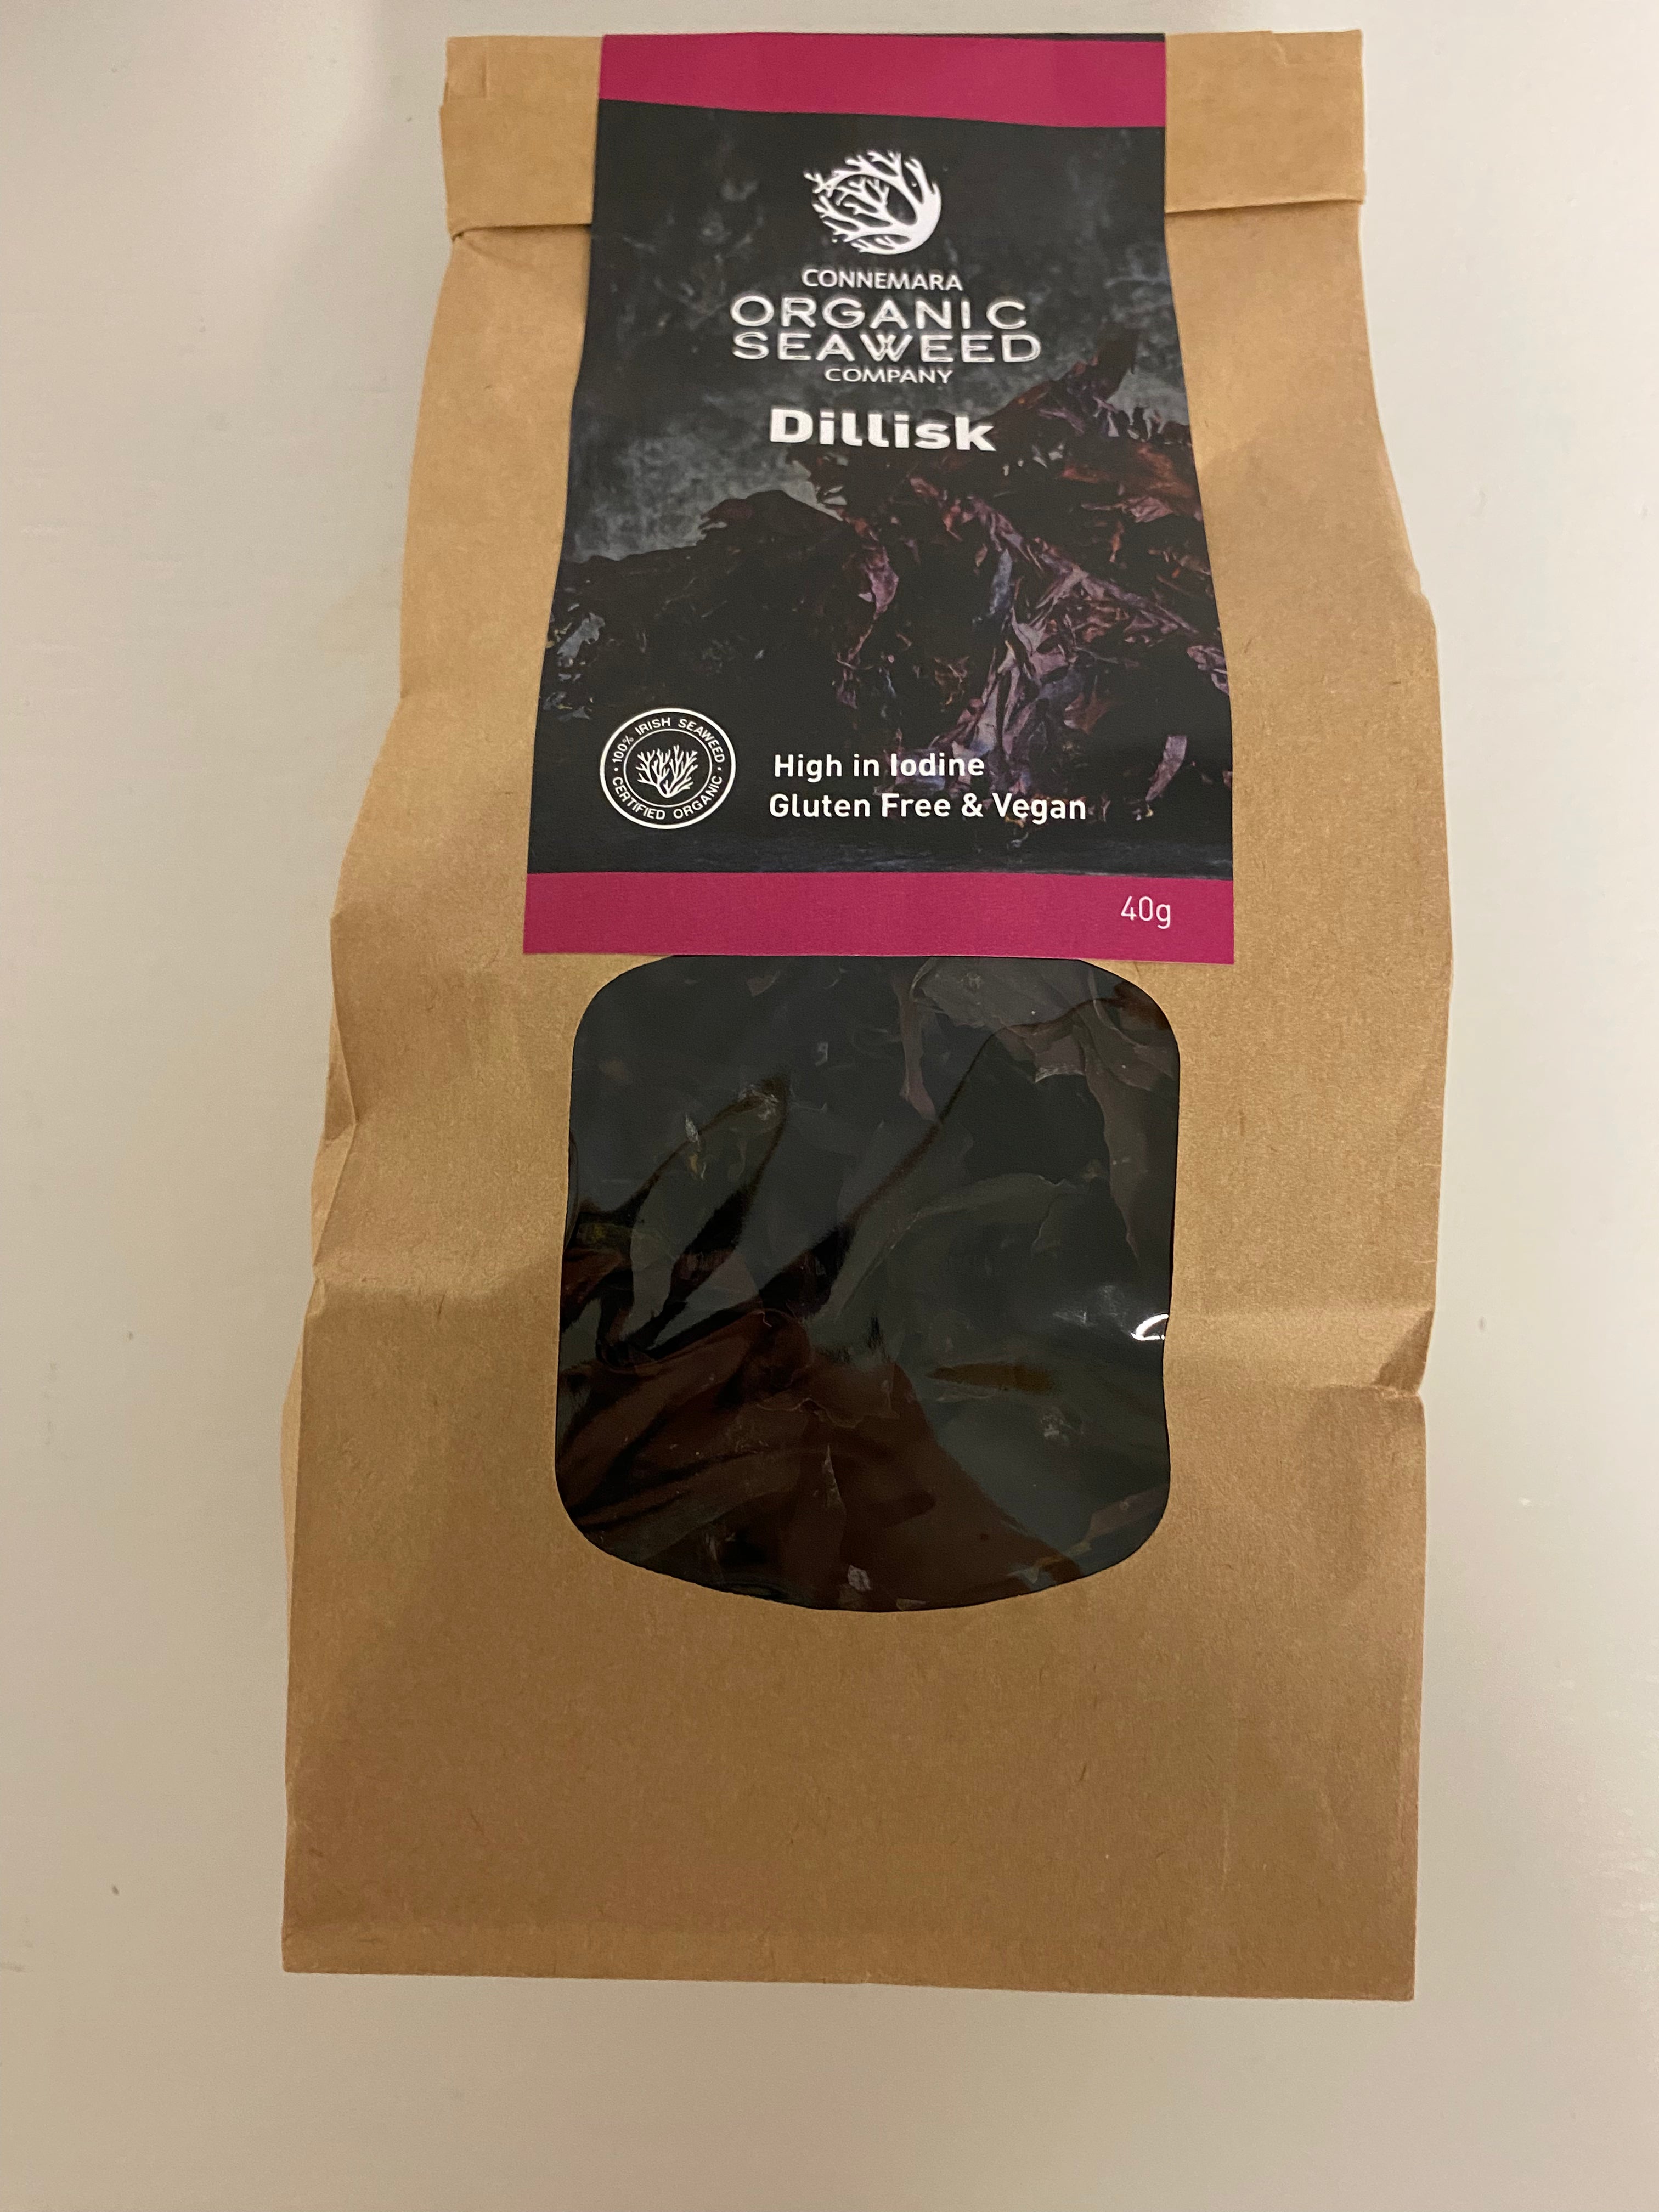 CONNEMARA
ORGANIC
SEAWEED
COMPANY
Dillisk
100% IRISH SEAWEED
CERTIFIED ORGANIC
High in Iodine
Gluten Free & Vegan
40g